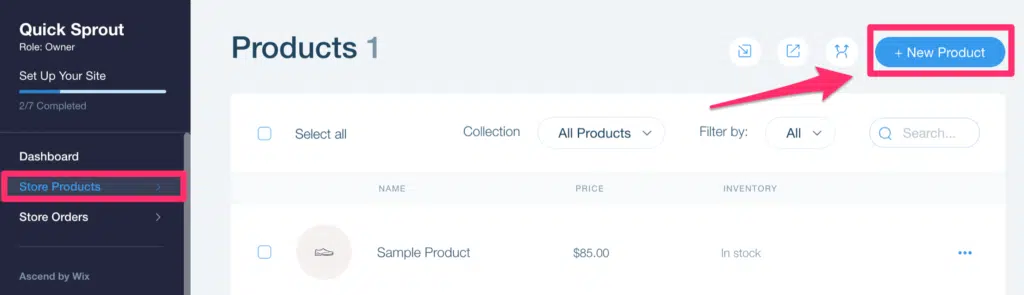 Quick Sprout
Role: Owner
Set Up Your Site
2/7 Completed
Dashboard
Store Products
Store Orders
Ascend by Wix
Products 1
+ New Product
Select all
Collection
All Products
Filter by:
All
Search...
NAME PRICE INVENTORY
Sample Product $85.00 In stock